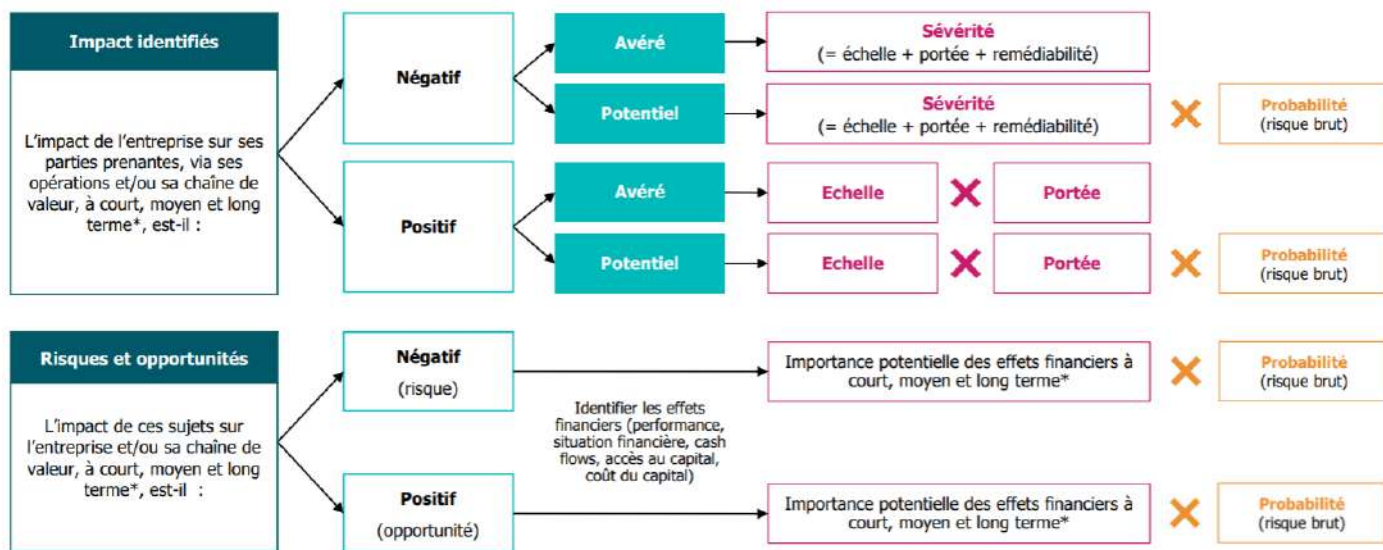 Impact identifiés
L'impact de l'entreprise sur ses
parties prenantes, via ses
opérations et/ou sa chaîne de
valeur, à court, moyen et long
terme*, est-il :
Négatif
Avéré
Sévérité
(= échelle + portée + remédiabilité)
Potentiel
Sévérité
(= échelle + portée + remédiabilité)
Probabilité
(risque brut)
Positif
Avéré
Echelle
Portée
Potentiel
Echelle
Portée
Probabilité
(risque brut)
Risques et opportunités
L'impact de ces sujets sur
l'entreprise et/ou sa chaîne de
valeur, à court, moyen et long
terme*, est-il :
Négatif
(risque)
Identifier les effets
financiers (performance,
situation financière, cash
flows, accès au capital,
coût du capital)
Importance potentielle des effets financiers à
court, moyen et long terme*
Probabilité
(risque brut)
Positif
(opportunité)
Importance potentielle des effets financiers à
court, moyen et long terme*
Probabilité
(risque brut)